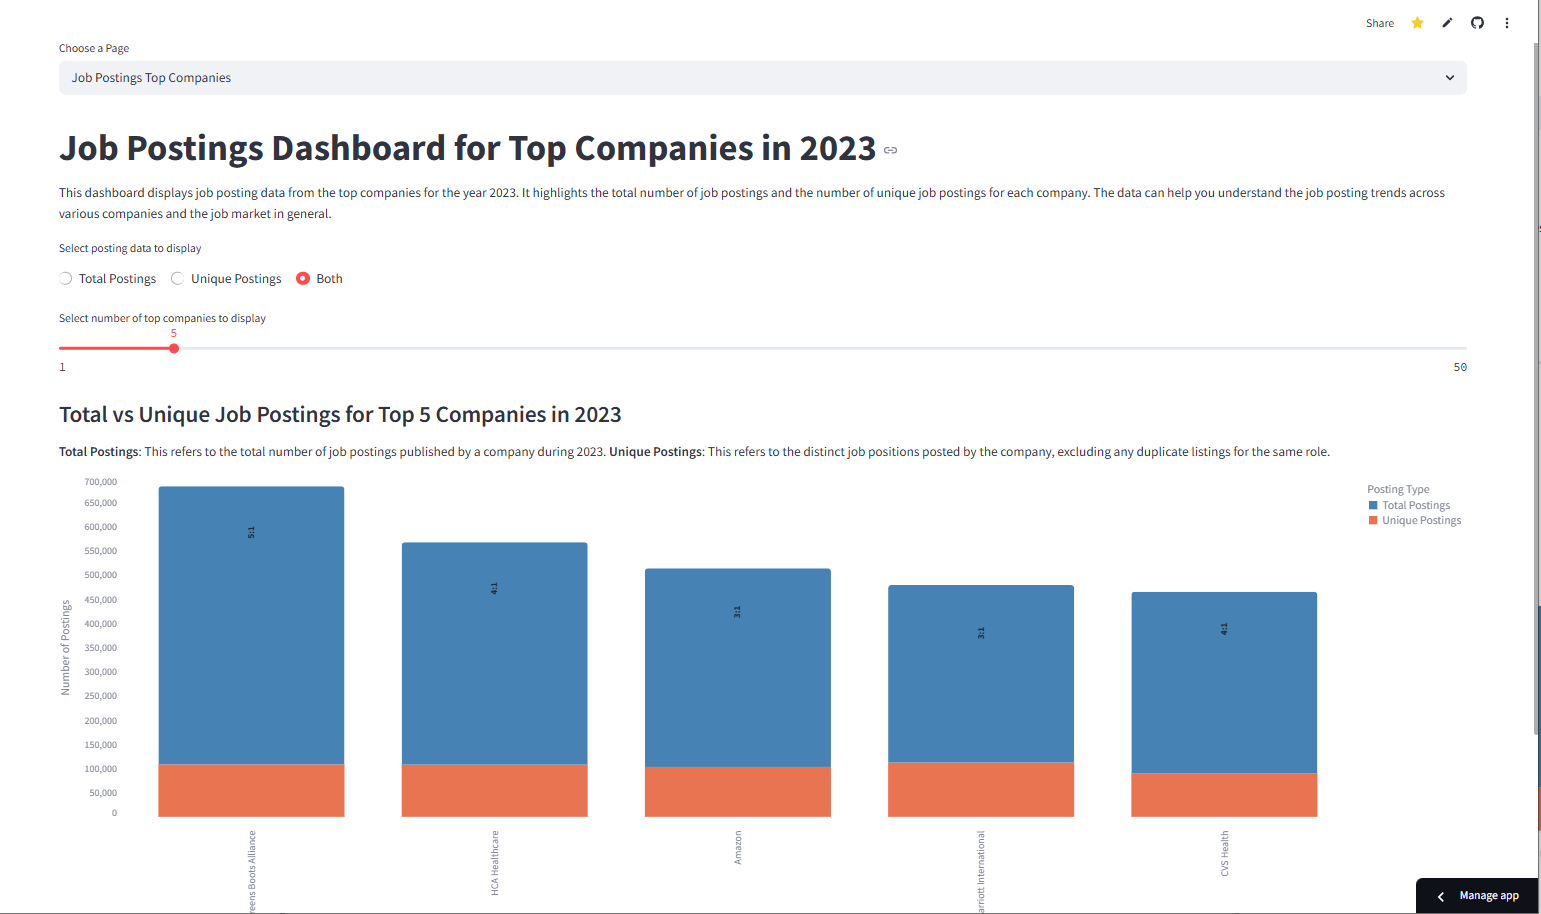 Share
Choose a Page
Job Postings Top Companies
Job Postings Dashboard for Top Companies in 2023
This dashboard displays job posting data from the top companies for the year 2023. It highlights the total number of job postings and the number of unique job postings for each company. The data can help you understand the job posting trends across
various companies and the job market in general.
Select posting data to display
Total Postings Unique Postings Both
Select number of top companies to display
5
1 50
Total vs Unique Job Postings for Top 5 Companies in 2023
Total Postings: This refers to the total number of job postings published by a company during 2023. Unique Postings: This refers to the distinct job positions posted by the company, excluding any duplicate listings for the same role.
Number of Postings
700,000
650,000
600,000
550,000
500,000
450,000
400,000
350,000
300,000
250,000
200,000
150,000
100,000
50,000
0
5:1
4:1
3:1
3:1
4:1
Posting Type
Total Postings
Unique Postings
reens Boots Alliance
HCA Healthcare
Amazon
arriott International
CVS Health
Manage app